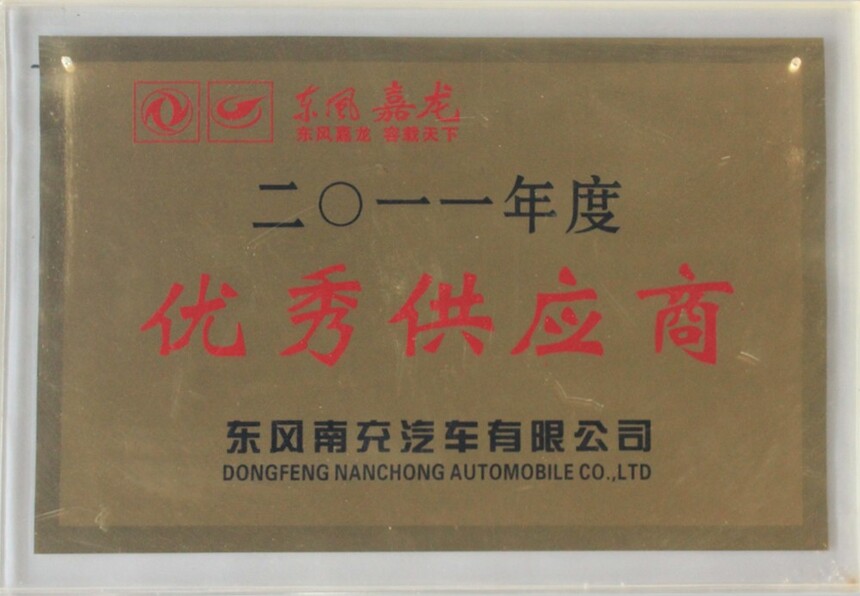 东风嘉龙
东风嘉龙 容载天下
二〇一一年度
优秀供应商
东风南充汽车有限公司
DONGFENG NANCHONG AUTOMOBILE CO.,LTD